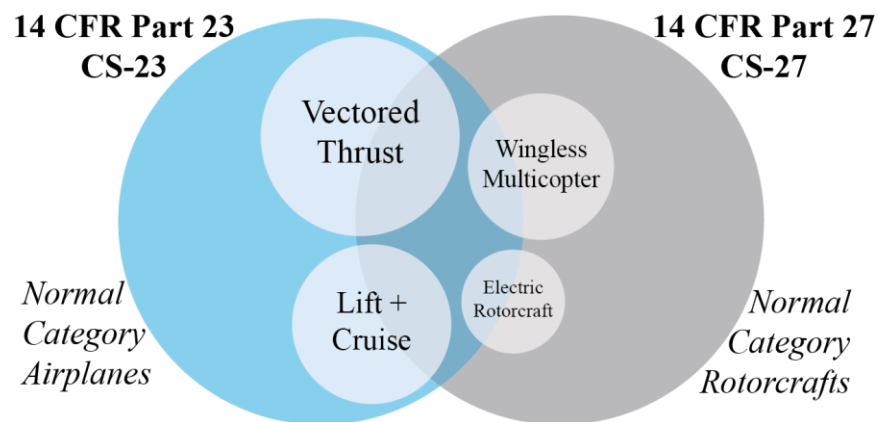 14 CFR Part 23
CS-23
14 CFR Part 27
CS-27
Vectored
Thrust
Wingless
Multicopter
Lift +
Cruise
Electric
Rotorcraft
Normal
Category
Airplanes
Normal
Category
Rotorcrafts